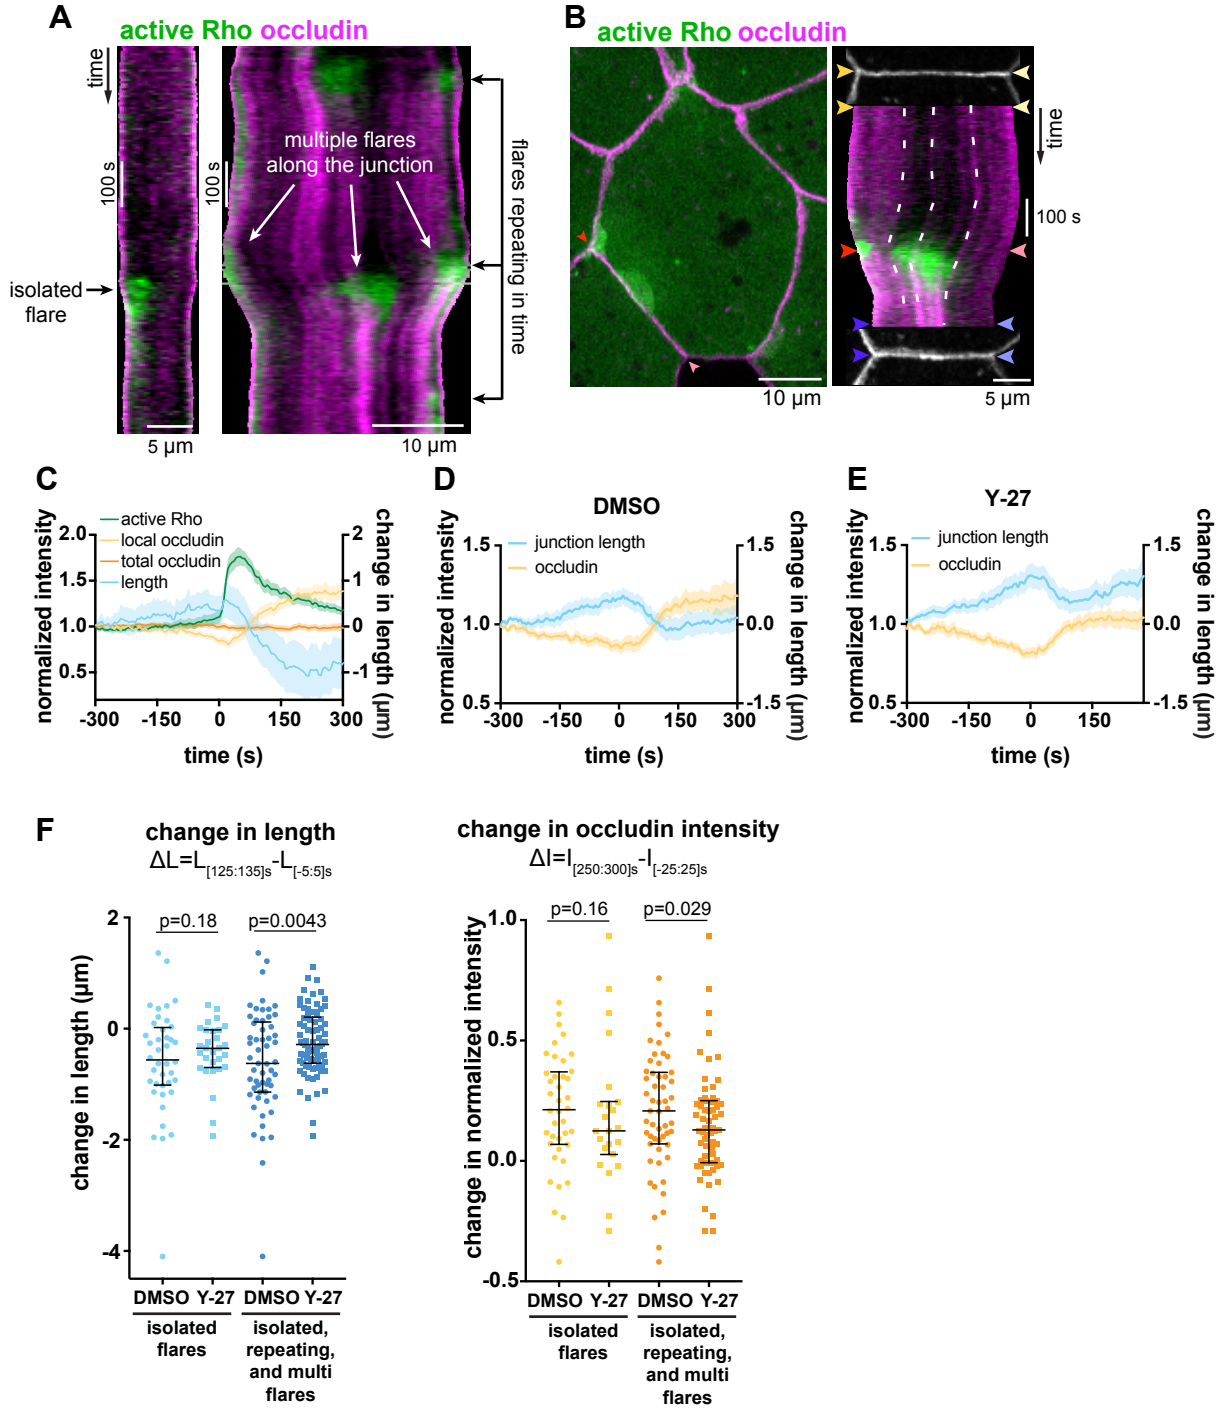 A
active Rho occludin
time
100 s
100 s
multiple flares
along the junction
flares repeating in time
isolated
flare
5 µm
10 µm
B
active Rho occludin
time
100 s
10 µm
5 µm
C
normalized intensity
2.0
1.5
1.0
0.5
active Rho
local occludin
total occludin
length
2
1
0
-1
change in length (µm)
-300 -150 0 150 300
time (s)
D
DMSO
normalized intensity
1.5
1.0
0.5
junction length
occludin
1.5
0.0
-1.5
change in length (µm)
-300 -150 0 150 300
time (s)
E
Y-27
normalized intensity
1.5
1.0
0.5
junction length
occludin
1.5
0.0
-1.5
change in length (µm)
-300 -150 0 150
time (s)
F
change in length
ΔL=L[125:135]s-L[-5:5]s
p=0.18 p=0.0043
change in length (µm)
2
0
-2
-4
DMSO Y-27 DMSO Y-27
isolated
flares
isolated,
repeating,
and multi
flares
change in occludin intensity
ΔI=I[250:300]s-I[-25:25]s
p=0.16 p=0.029
change in normalized intensity
1.0
0.5
0.0
-0.5
DMSO Y-27 DMSO Y-27
isolated
flares
isolated,
repeating,
and multi
flares